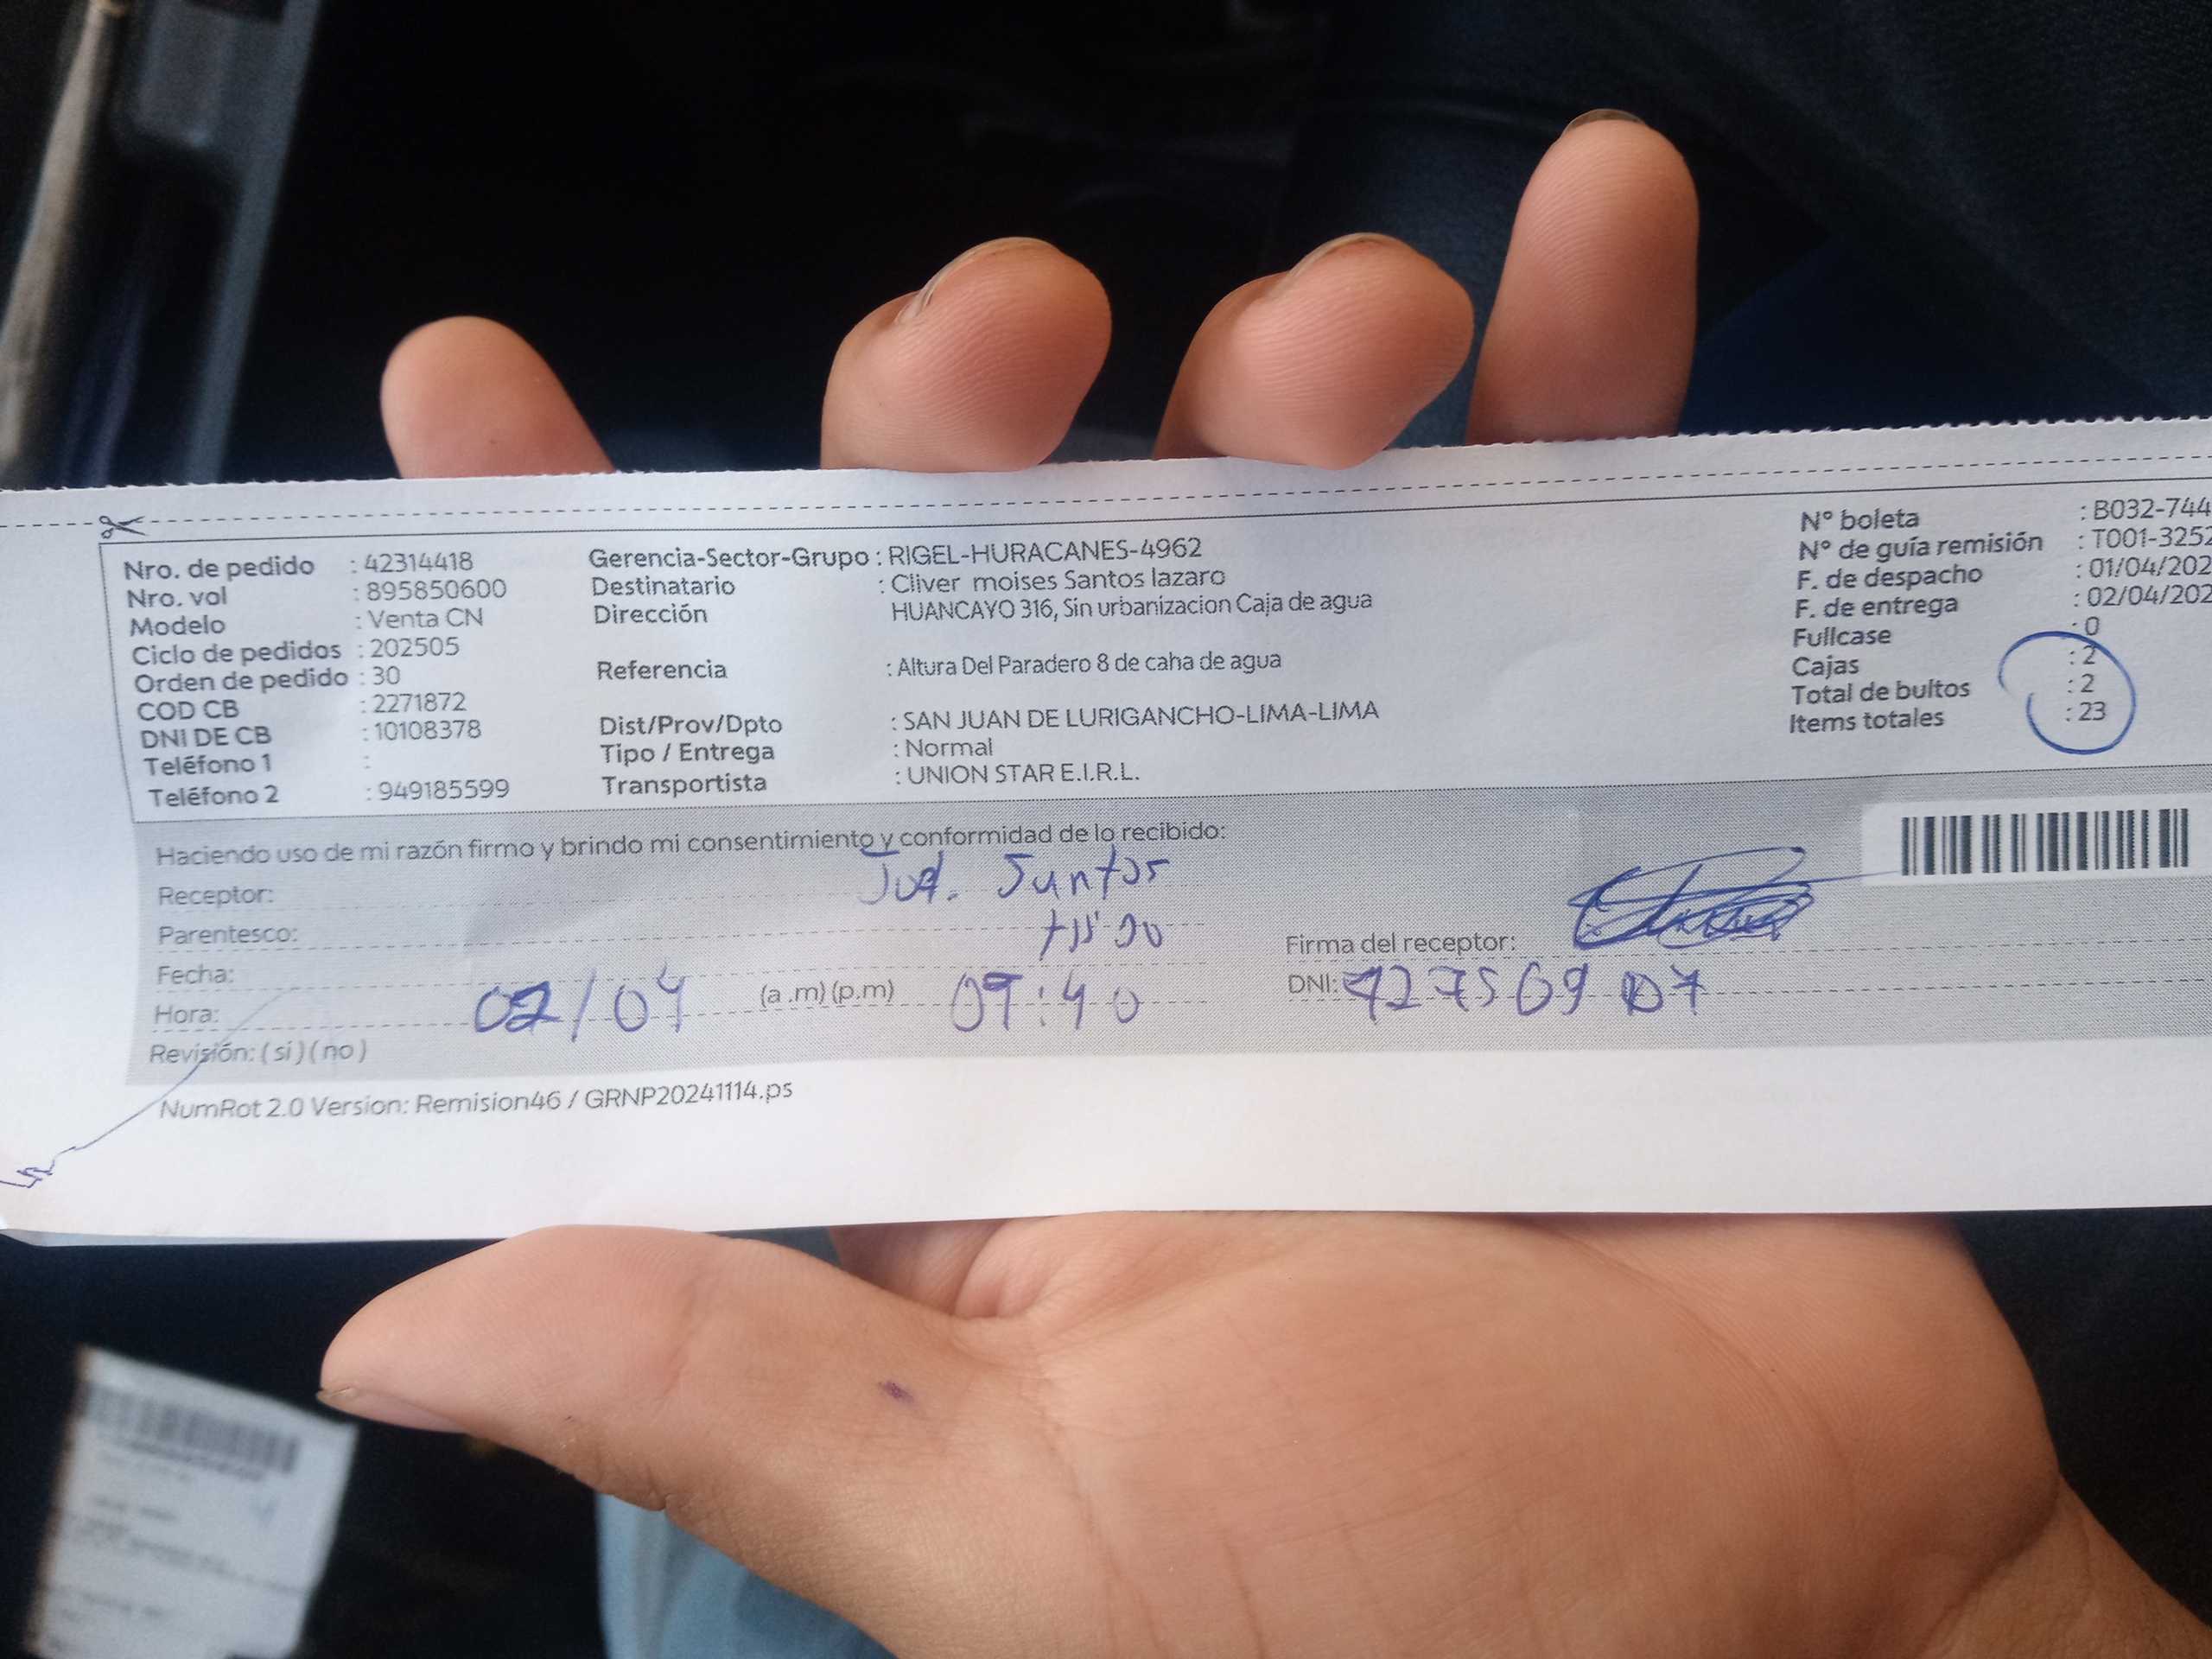 Nro. de pedido : 42314418
Nro. vol : 895850600
Modelo : Venta CN
Ciclo de pedidos : 202505
Orden de pedido : 30
COD CB : 2271872
DNI DE CB : 10108378
Teléfono 1 :
Teléfono 2 : 949185599
Gerencia-Sector-Grupo : RIGEL-HURACANES-4962
Destinatario : Cliver moises Santos lazaro
Dirección HUANCAYO 316, Sin urbanizacion Caja de agua
Referencia : Altura Del Paradero 8 de caha de agua
Dist/Prov/Dpto : SAN JUAN DE LURIGANCHO-LIMA-LIMA
Tipo / Entrega : Normal
Transportista : UNION STAR E.I.R.L.
N° boleta : B032-744
N° de guía remisión : T001-3252
F. de despacho : 01/04/202
F. de entrega : 02/04/202
Fullcase : 0
Cajas : 2
Total de bultos : 2
Items totales : 23
Haciendo uso de mi razón firmo y brindo mi consentimiento y conformidad de lo recibido:
Receptor:
Parentesco:
Fecha:
Hora: 02/04 (a.m) (p.m) 09:40
Revisión: ( si ) ( no )
Firma del receptor:
DNI:
NumRot 2.0 Version: Remision46 / GRNP20241114.ps